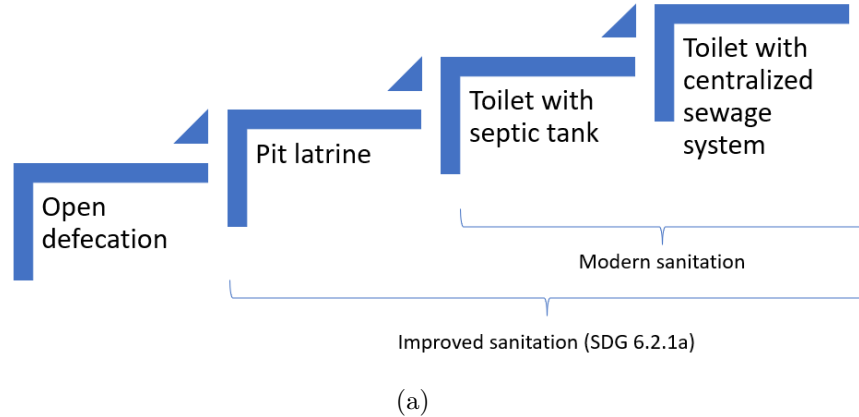 Open
defecation
Pit latrine
Toilet with
septic tank
Toilet with
centralized
sewage
system
Modern sanitation
Improved sanitation (SDG 6.2.1a)
(a)